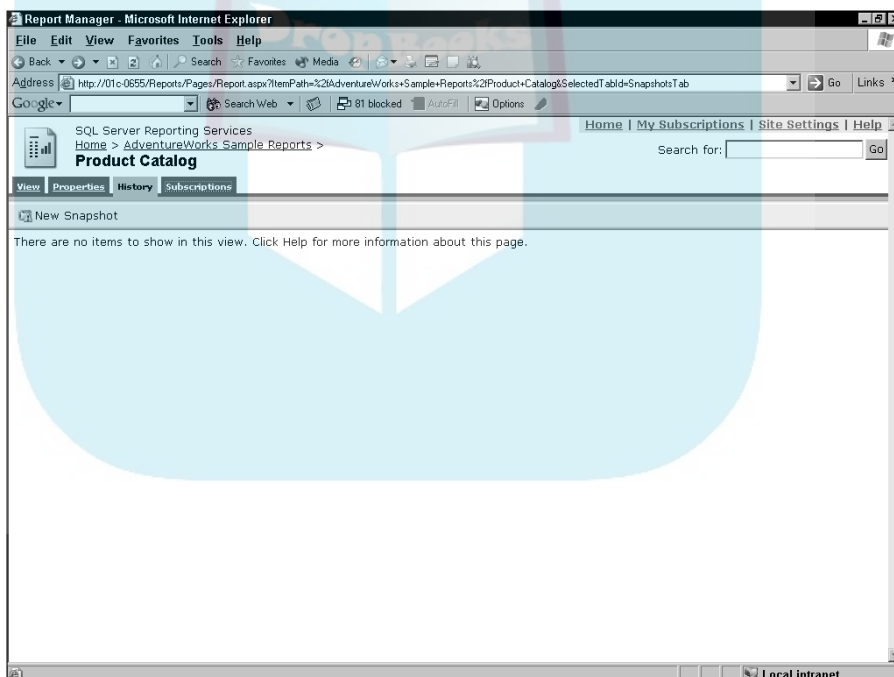 Report Manager - Microsoft Internet Explorer
File Edit View Favorites Tools Help
Back Search Favorites Media
Address http://01c-0655/Reports/Pages/Report.aspx?ItemPath=%2fAdventureWorks+Sample+Reports%2fProduct+Catalog&SelectedTabId=SnapshotsTab Go Links
Google Search Web 81 blocked AutoFill Options
SQL Server Reporting Services
Home > AdventureWorks Sample Reports >
Product Catalog
Home | My Subscriptions | Site Settings | Help
Search for: Go
View Properties History Subscriptions
New Snapshot
There are no items to show in this view. Click Help for more information about this page.
Local intranet
DropBooks